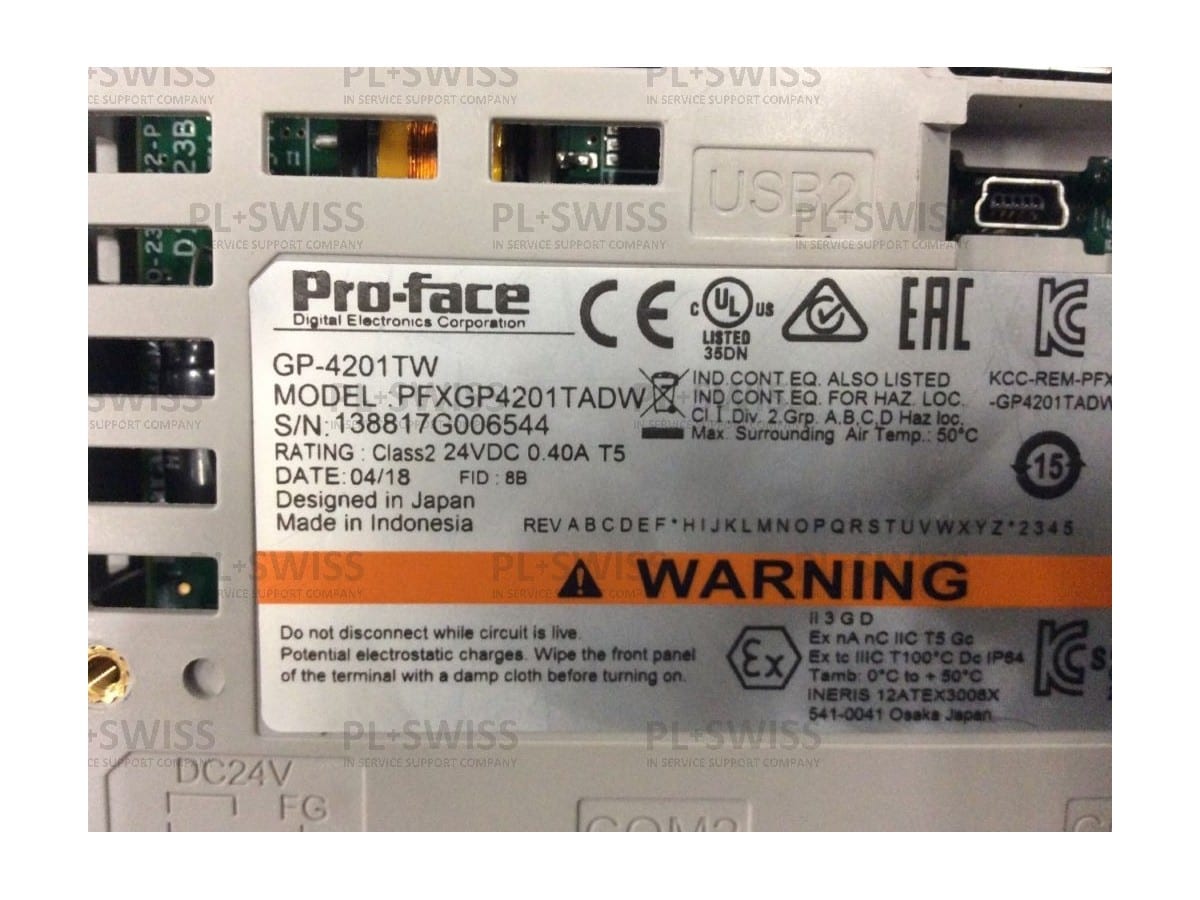 USB2
Pro-face
Digital Electronics Corporation
CE
C UL US
LISTED
35DN
EAC
GP-4201TW
MODEL : PFXGP4201TADW
S/N: 138817G006544
RATING : Class2 24VDC 0.40A T5
DATE: 04/18 FID : 8B
Designed in Japan
Made in Indonesia
IND.CONT.EQ. ALSO LISTED
IND.CONT.EQ. FOR HAZ. LOC.
Cl.I.Div. 2,Grp. A,B,C,D Haz loc.
Max. Surrounding Air Temp.: 50°C
KCC-REM-PFX
-GP4201TADW
15
REV A B C D E F * H I J K L M N O P Q R S T U V W X Y Z * 2 3 4 5
WARNING
Do not disconnect while circuit is live.
Potential electrostatic charges. Wipe the front panel
of the terminal with a damp cloth before turning on.
Ex
II 3 G D
Ex nA nC IIC T5 Gc
Ex tc IIIC T100°C Dc IP64
Tamb: 0°C to + 50°C
INERIS 12ATEX3008X
541-0041 Osaka Japan
DC24V
FG
COM2
PL+SWISS
IN SERVICE SUPPORT COMPANY